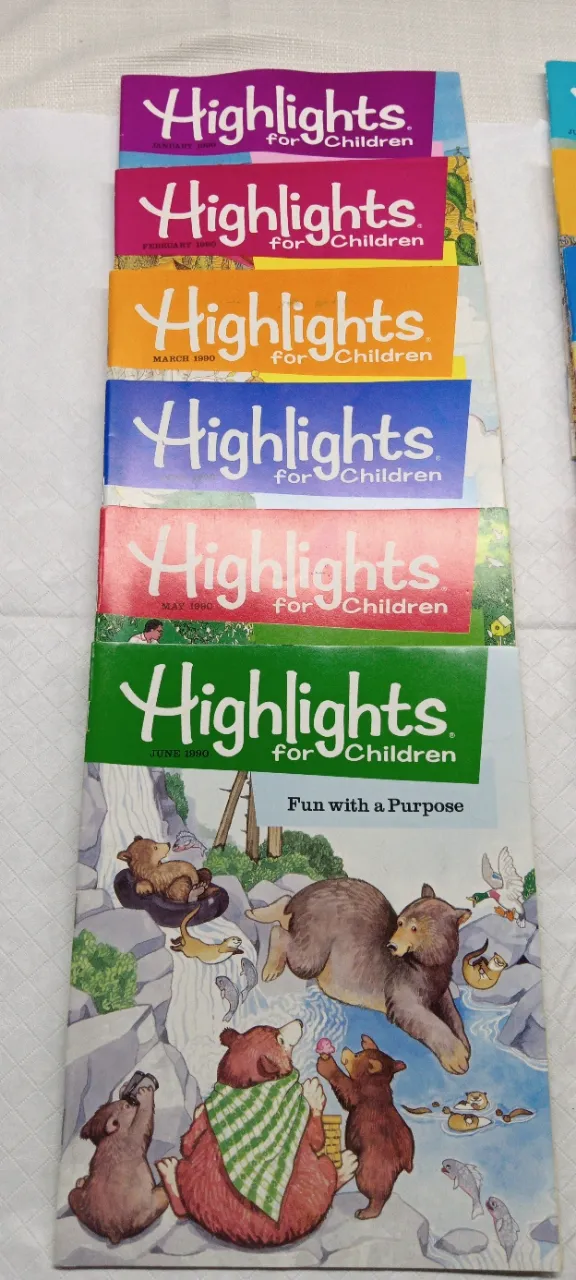 Highlights®
for Children
JANUARY 1990
Highlights®
for Children
FEBRUARY 1990
Highlights®
for Children
MARCH 1990
Highlights®
for Children
Highlights®
for Children
MAY 1990
Highlights®
for Children
JUNE 1990
Fun with a Purpose